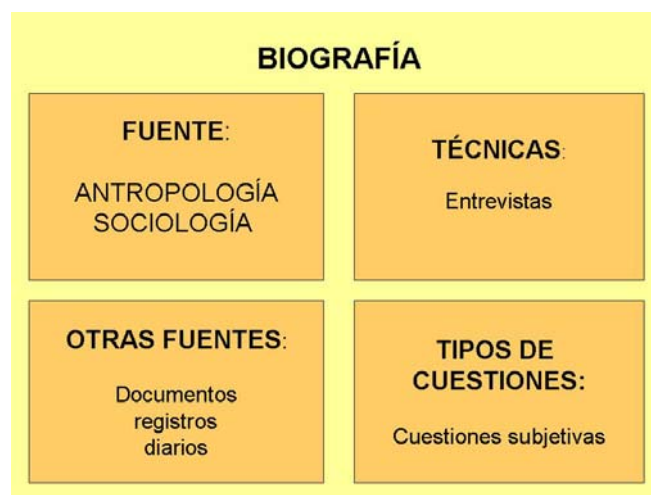 BIOGRAFÍA
FUENTE:
ANTROPOLOGÍA
SOCIOLOGÍA
TÉCNICAS:
Entrevistas
OTRAS FUENTES:
Documentos
registros
diarios
TIPOS DE
CUESTIONES:
Cuestiones subjetivas